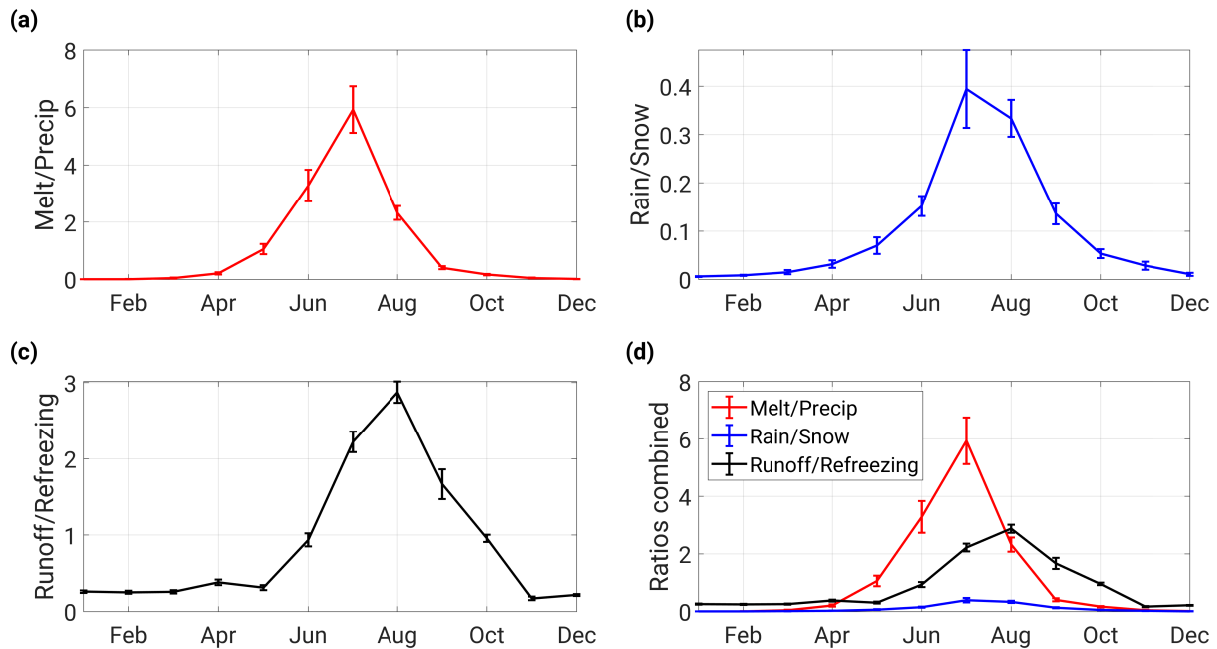 (a)
Melt/Precip
8
6
4
2
0
Feb Apr Jun Aug Oct Dec
(b)
Rain/Snow
0.4
0.3
0.2
0.1
0
Feb Apr Jun Aug Oct Dec
(c)
Runoff/Refreezing
3
2
1
0
Feb Apr Jun Aug Oct Dec
(d)
Ratios combined
8
6
4
2
0
Melt/Precip
Rain/Snow
Runoff/Refreezing
Feb Apr Jun Aug Oct Dec